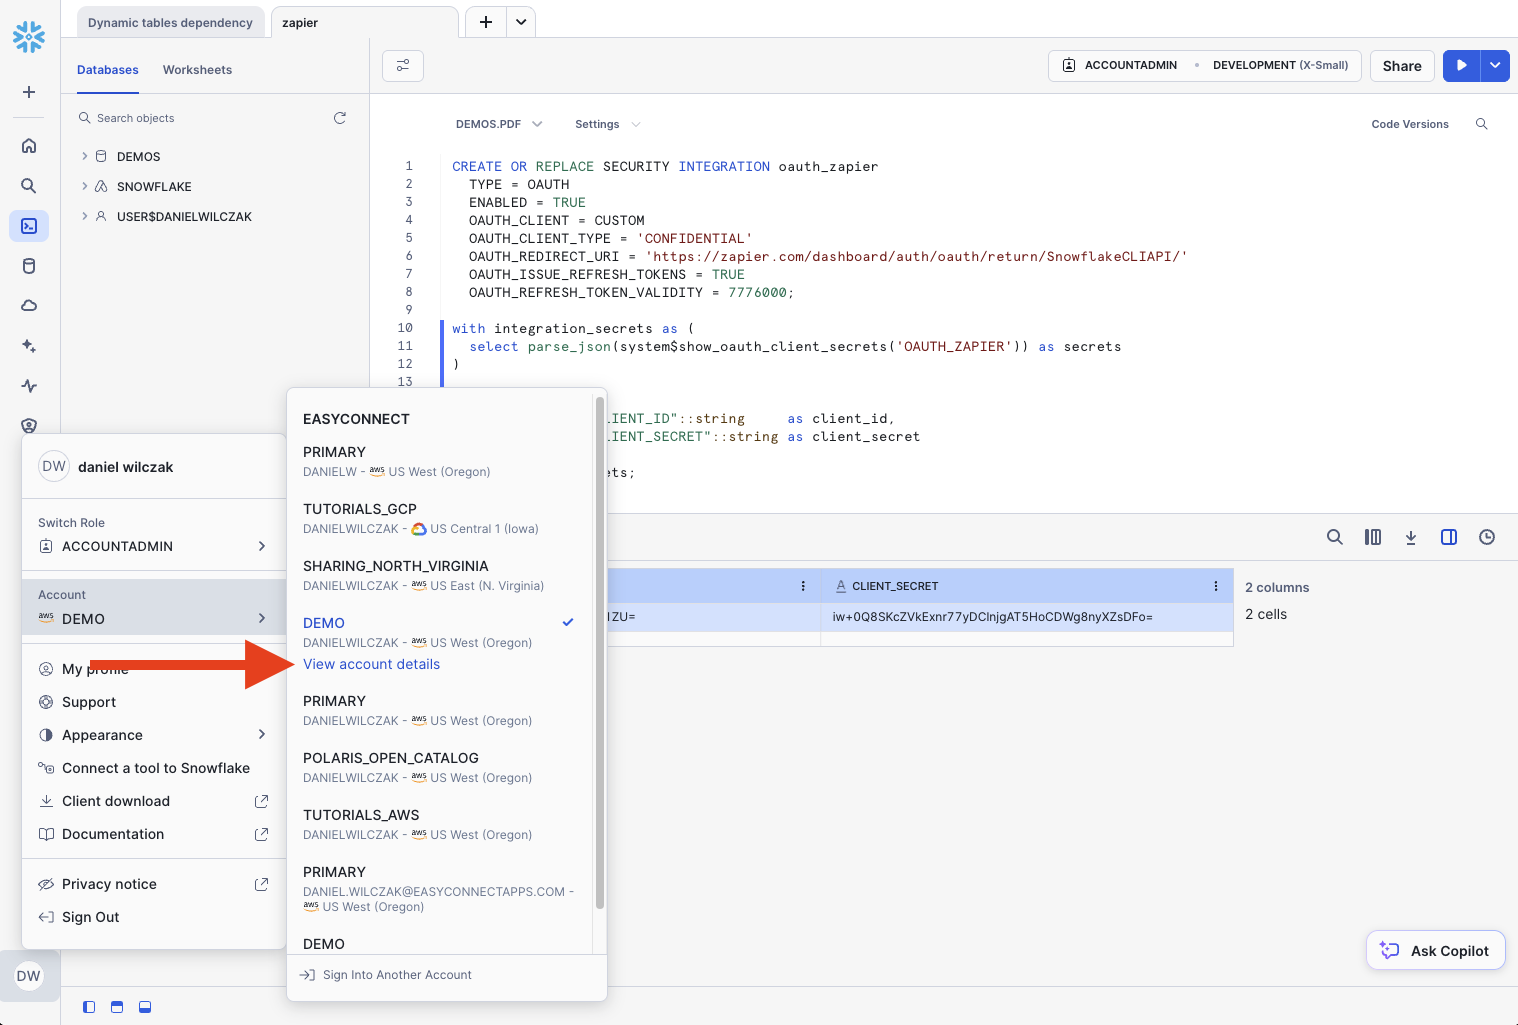 Dynamic tables dependency
zapier
Databases
Worksheets
ACCOUNTADMIN
DEVELOPMENT (X-Small)
Share
Search objects
DEMOS
SNOWFLAKE
USER$DANIELWILCZAK
DEMOS.PDF
Settings
Code Versions
1 CREATE OR REPLACE SECURITY INTEGRATION oauth_zapier
2 TYPE = OAUTH
3 ENABLED = TRUE
4 OAUTH_CLIENT = CUSTOM
5 OAUTH_CLIENT_TYPE = 'CONFIDENTIAL'
6 OAUTH_REDIRECT_URI = 'https://zapier.com/dashboard/auth/oauth/return/SnowflakeCLIAPI/'
7 OAUTH_ISSUE_REFRESH_TOKENS = TRUE
8 OAUTH_REFRESH_TOKEN_VALIDITY = 7776000;
9
10 with integration_secrets as (
11 select parse_json(system$show_oauth_client_secrets('OAUTH_ZAPIER')) as secrets
12 )
13
LIENT_ID"::string as client_id,
LIENT_SECRET"::string as client_secret
ets;
DW
daniel wilczak
Switch Role
ACCOUNTADMIN
Account
aws DEMO
My profile
Support
Appearance
Connect a tool to Snowflake
Client download
Documentation
Privacy notice
Sign Out
DW
EASYCONNECT
PRIMARY
DANIELW - aws US West (Oregon)
TUTORIALS_GCP
DANIELWILCZAK - US Central 1 (Iowa)
SHARING_NORTH_VIRGINIA
DANIELWILCZAK - aws US East (N. Virginia)
DEMO
DANIELWILCZAK - aws US West (Oregon)
View account details
PRIMARY
DANIELWILCZAK - aws US West (Oregon)
POLARIS_OPEN_CATALOG
DANIELWILCZAK - aws US West (Oregon)
TUTORIALS_AWS
DANIELWILCZAK - aws US West (Oregon)
PRIMARY
DANIEL.WILCZAK@EASYCONNECTAPPS.COM -
aws US West (Oregon)
DEMO
Sign Into Another Account
A CLIENT_SECRET
ZU=
iw+0Q8SKcZVkExnr77yDClnjgAT5HoCDWg8nyXZsDFo=
2 columns
2 cells
Ask Copilot